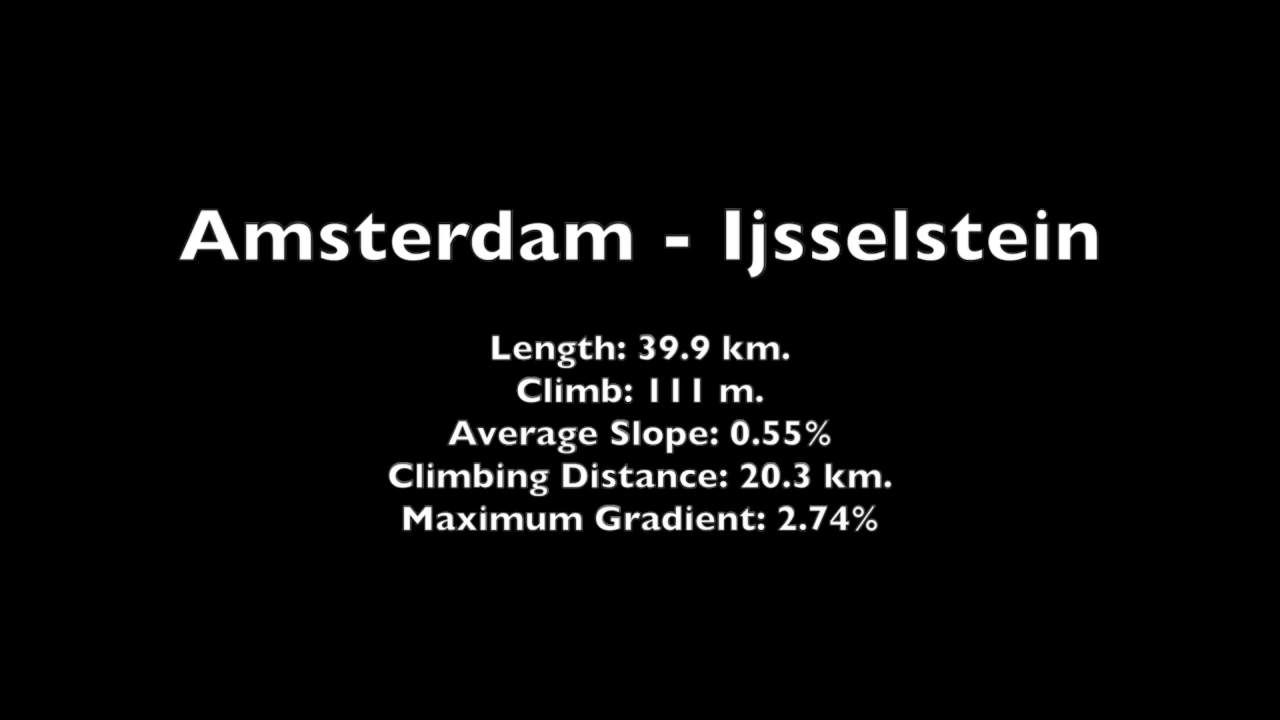 Amsterdam - Ijsselstein
Length: 39.9 km.
Climb: 111 m.
Average Slope: 0.55%
Climbing Distance: 20.3 km.
Maximum Gradient: 2.74%